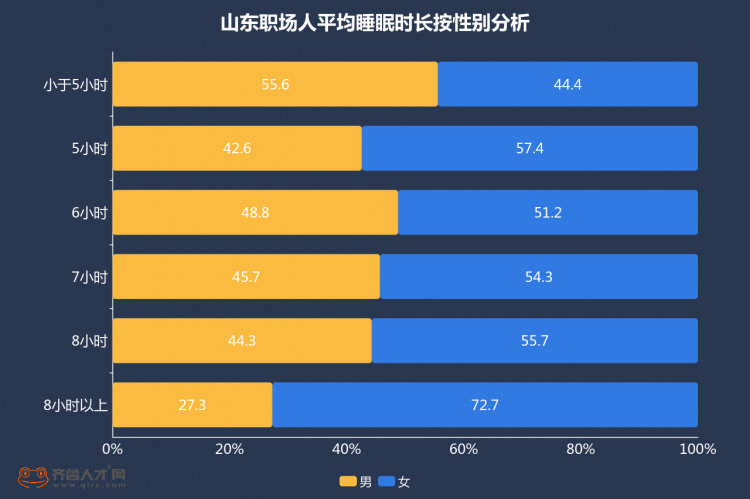 山东职场人平均睡眠时长按性别分析
小于5小时 55.6 44.4
5小时 42.6 57.4
6小时 48.8 51.2
7小时 45.7 54.3
8小时 44.3 55.7
8小时以上 27.3 72.7
0% 20% 40% 60% 80% 100%
男 女
齐鲁人才网
www.qlrc.com